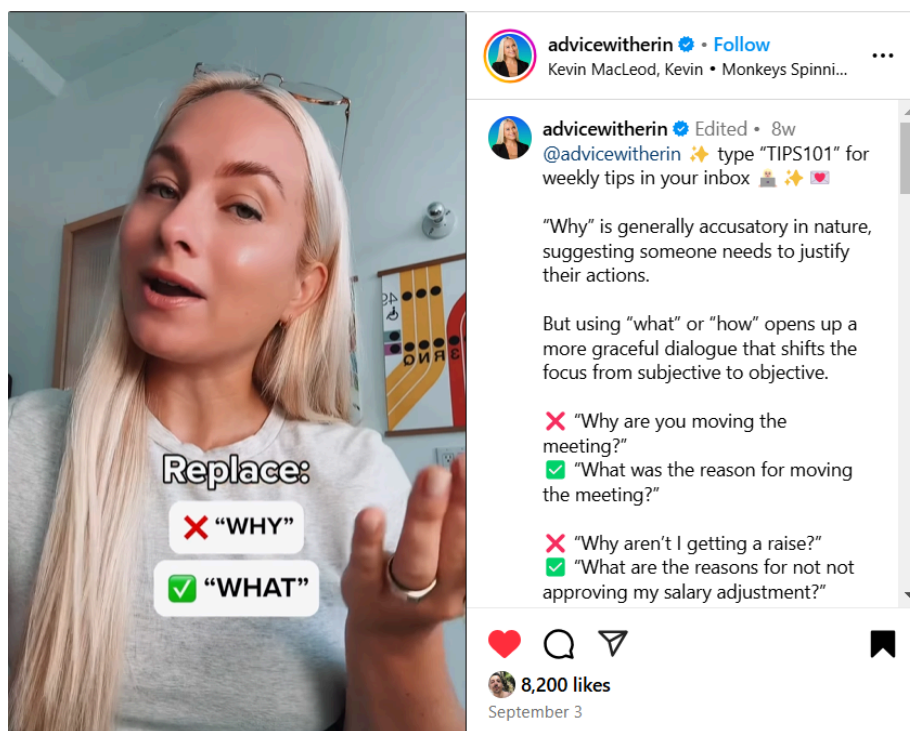 advicewitherin • Follow
Kevin MacLeod, Kevin • Monkeys Spinni...
advicewitherin Edited • 8w
@advicewitherin ✨ type “TIPS101” for
weekly tips in your inbox 👩🏼‍💻 ✨ 💌
“Why” is generally accusatory in nature,
suggesting someone needs to justify
their actions.
But using “what” or “how” opens up a
more graceful dialogue that shifts the
focus from subjective to objective.
❌ “Why are you moving the
meeting?”
✅ “What was the reason for moving
the meeting?”
❌ “Why aren’t I getting a raise?”
✅ “What are the reasons for not not
approving my salary adjustment?”
8,200 likes
September 3
Replace:
❌ “WHY”
✅ “WHAT”
49
3
R N Q